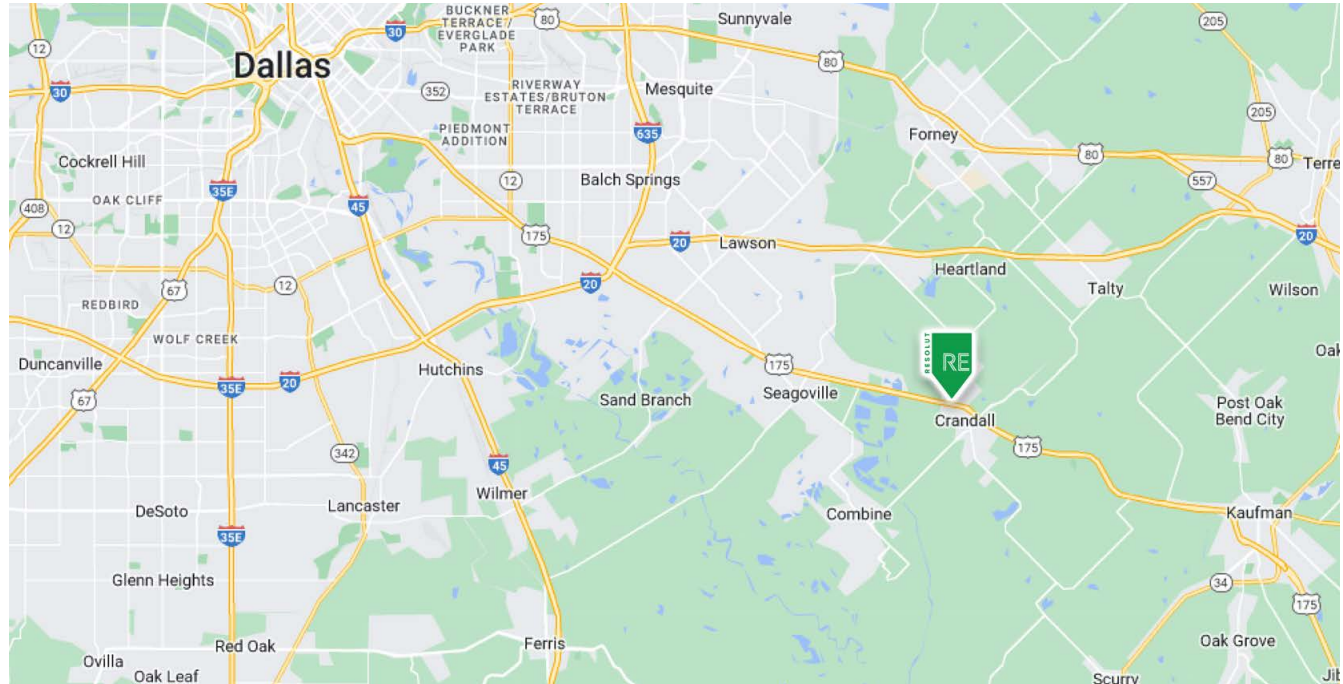 BUCKNER
TERRACE/
EVERGLADE
PARK
80
Sunnyvale
205
12
30
Dallas
80
30
352
RIVERWAY
ESTATES/BRUTON
TERRACE
Mesquite
205
PIEDMONT
ADDITION
635
Forney
80
80
Terre
Cockrell Hill
35E
12
Balch Springs
557
OAK CLIFF
408
12
45
175
20
Lawson
20
Heartland
67
12
20
Talty
Wilson
REDBIRD
WOLF CREEK
RESOLUT
RE
Oak
Duncanville
35E
20
Hutchins
175
Seagoville
67
Sand Branch
Crandall
Post Oak
Bend City
175
342
45
Wilmer
Lancaster
DeSoto
Combine
Kaufman
35E
Glenn Heights
34
175
Red Oak
Ferris
Oak Grove
Ovilla
Oak Leaf
Scurry
Jib